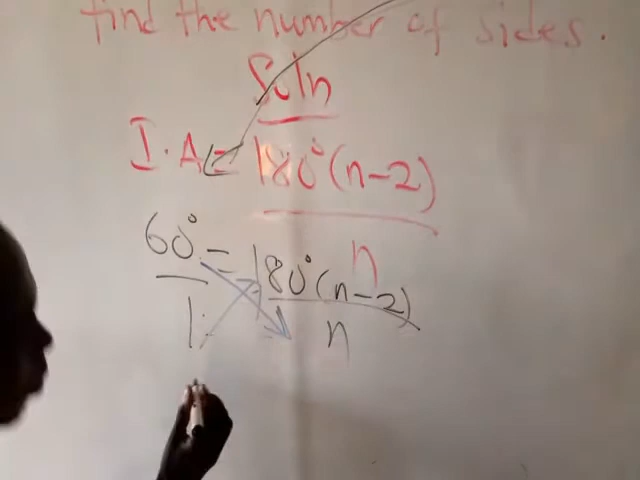 find the number of sides.
Soln
I.A = 180°(n-2)
n
60° = 180°(n-2)
1 n